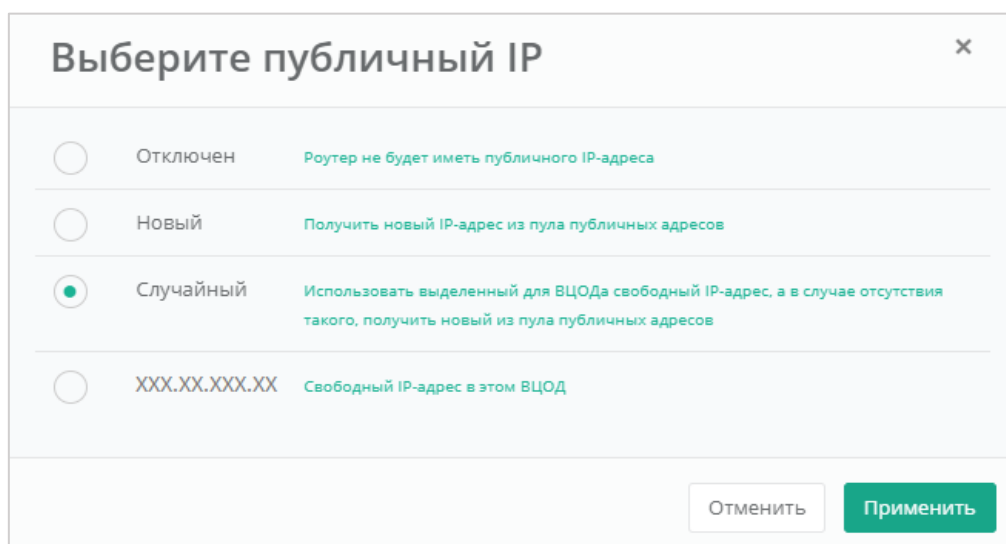 Выберите публичный IP
×
Отключен Роутер не будет иметь публичного IP-адреса
Новый Получить новый IP-адрес из пула публичных адресов
Случайный Использовать выделенный для ВЦОДа свободный IP-адрес, а в случае отсутствия
такого, получить новый из пула публичных адресов
XXX.XX.XXX.XX Свободный IP-адрес в этом ВЦОД
Отменить Применить